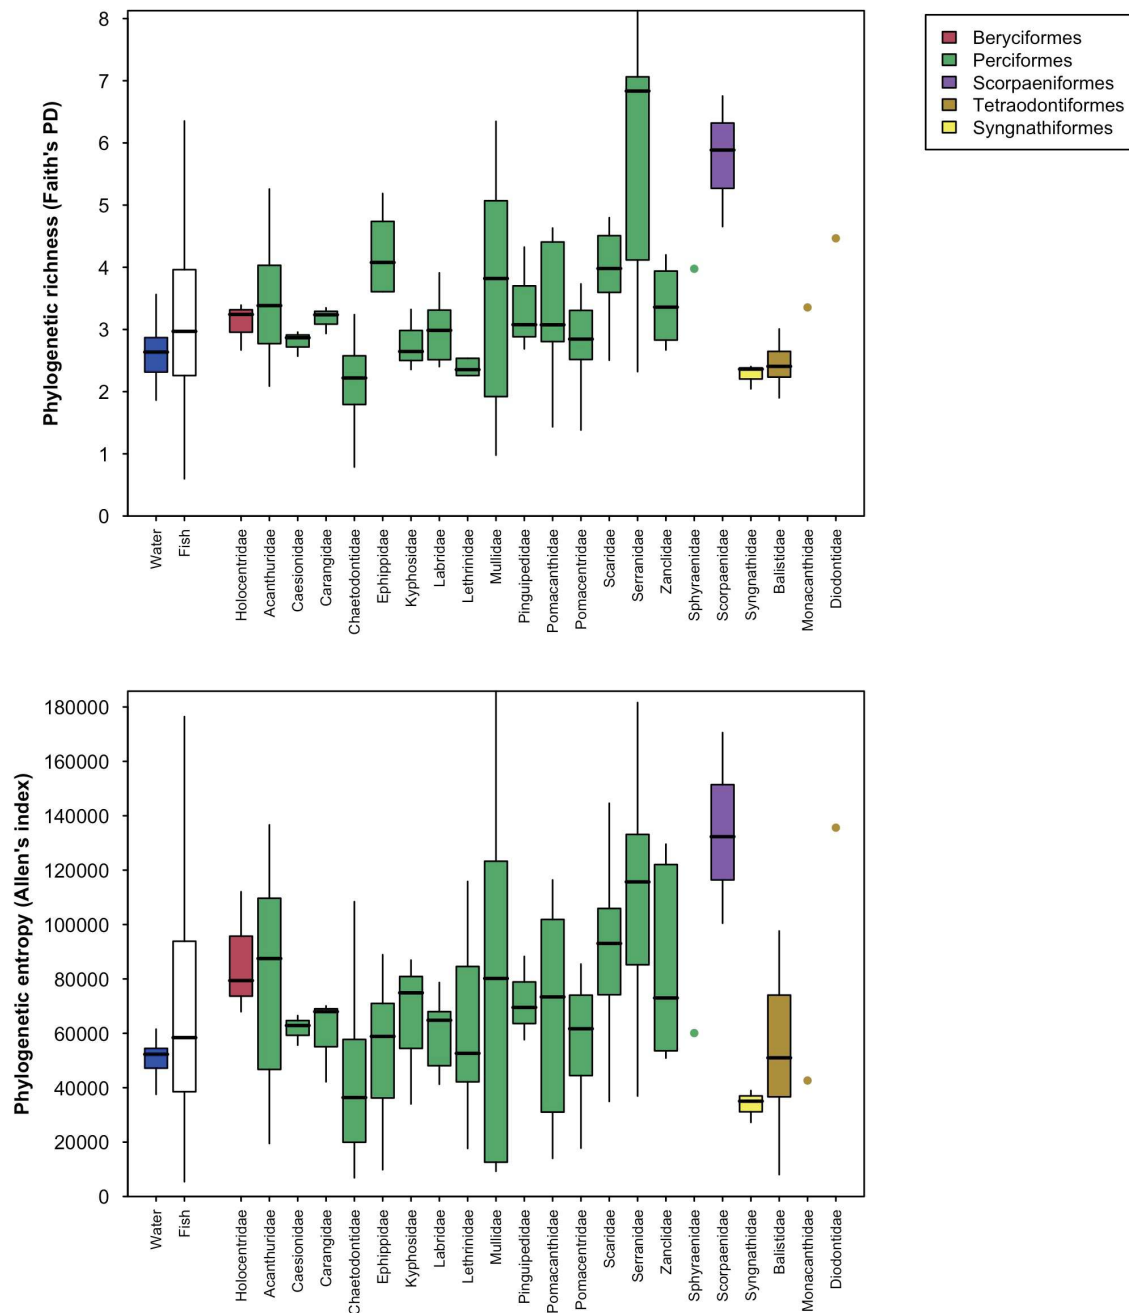 Phylogenetic richness (Faith's PD)
8
7
6
5
4
3
2
1
0
Water
Fish
Holocentridae
Acanthuridae
Caesionidae
Carangidae
Chaetodontidae
Ephippidae
Kyphosidae
Labridae
Lethrinidae
Mullidae
Pinguipedidae
Pomacanthidae
Pomacentridae
Scaridae
Serranidae
Zanclidae
Sphyraenidae
Scorpaenidae
Syngnathidae
Balistidae
Monacanthidae
Diodontidae
Beryciformes
Perciformes
Scorpaeniformes
Tetraodontiformes
Syngnathiformes
Phylogenetic entropy (Allen's index)
180000
160000
140000
120000
100000
80000
60000
40000
20000
0
Water
Fish
Holocentridae
Acanthuridae
Caesionidae
Carangidae
Chaetodontidae
Ephippidae
Kyphosidae
Labridae
Lethrinidae
Mullidae
Pinguipedidae
Pomacanthidae
Pomacentridae
Scaridae
Serranidae
Zanclidae
Sphyraenidae
Scorpaenidae
Syngnathidae
Balistidae
Monacanthidae
Diodontidae